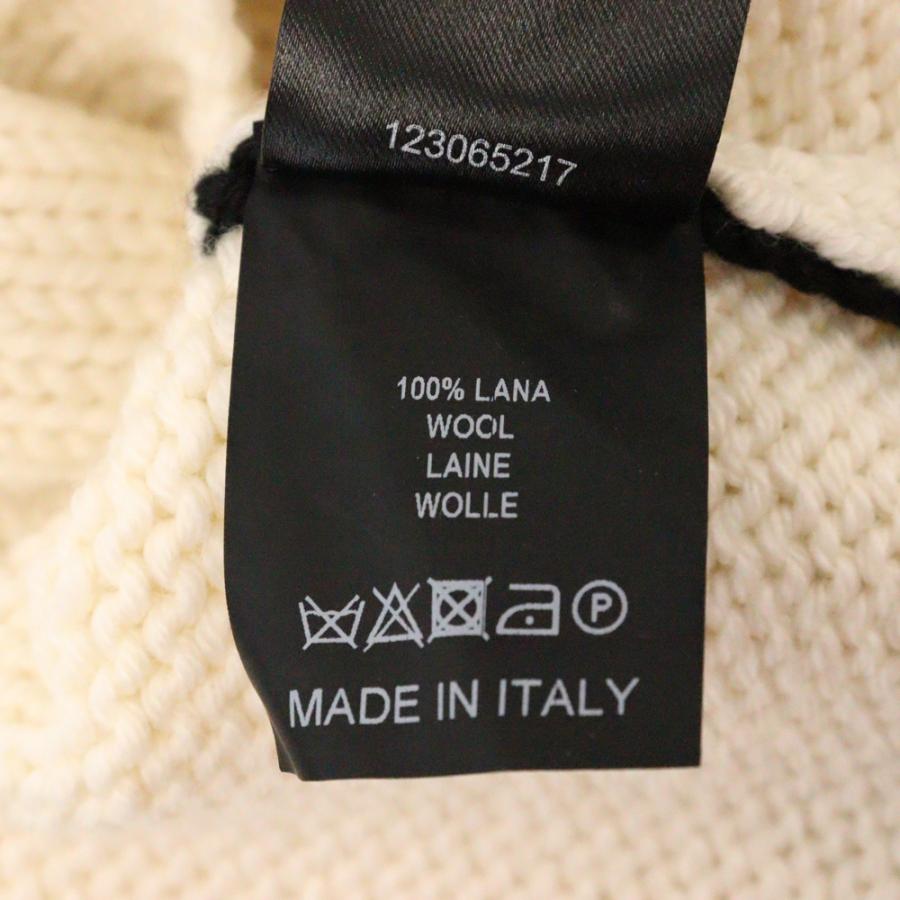 123065217
100% LANA
WOOL
LAINE
WOLLE
P
MADE IN ITALY